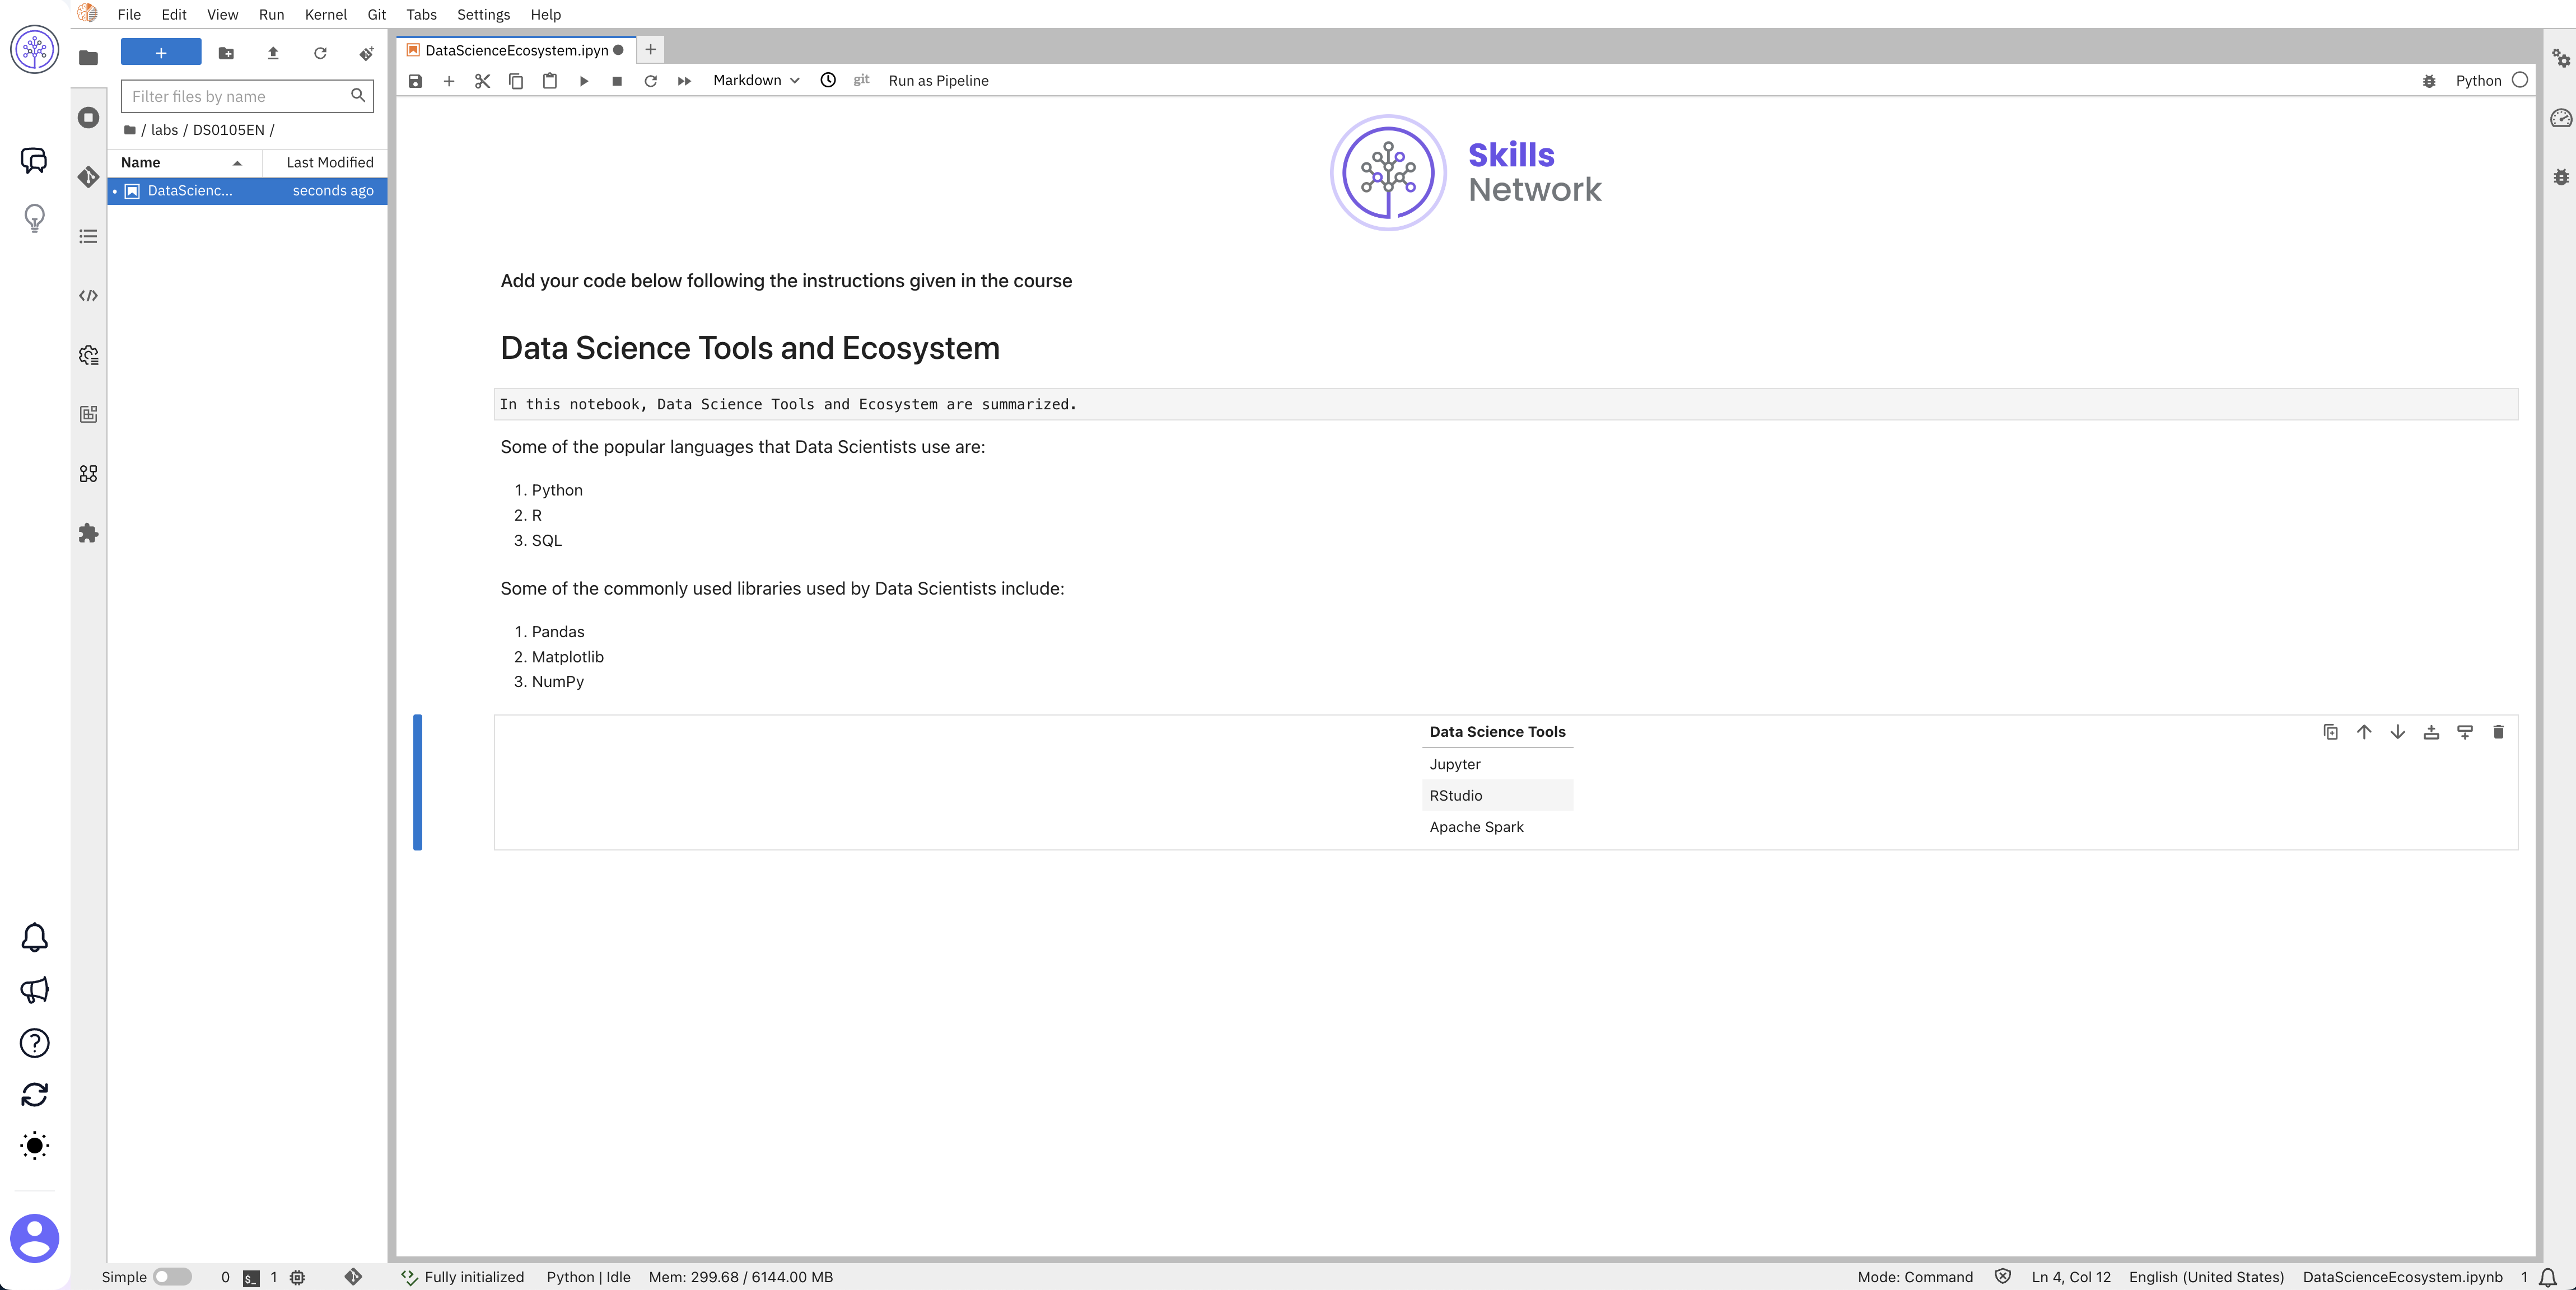 File Edit View Run Kernel Git Tabs Settings Help
+
Filter files by name
/ labs / DS0105EN /
Name Last Modified
DataScienc... seconds ago
DataScienceEcosystem.ipyn
Markdown git Run as Pipeline Python
Skills
Network
Add your code below following the instructions given in the course
Data Science Tools and Ecosystem
In this notebook, Data Science Tools and Ecosystem are summarized.
Some of the popular languages that Data Scientists use are:
1. Python
2. R
3. SQL
Some of the commonly used libraries used by Data Scientists include:
1. Pandas
2. Matplotlib
3. NumPy
Data Science Tools
Jupyter
RStudio
Apache Spark
Simple 0 $_ 1 Fully initialized Python | Idle Mem: 299.68 / 6144.00 MB Mode: Command Ln 4, Col 12 English (United States) DataScienceEcosystem.ipynb 1